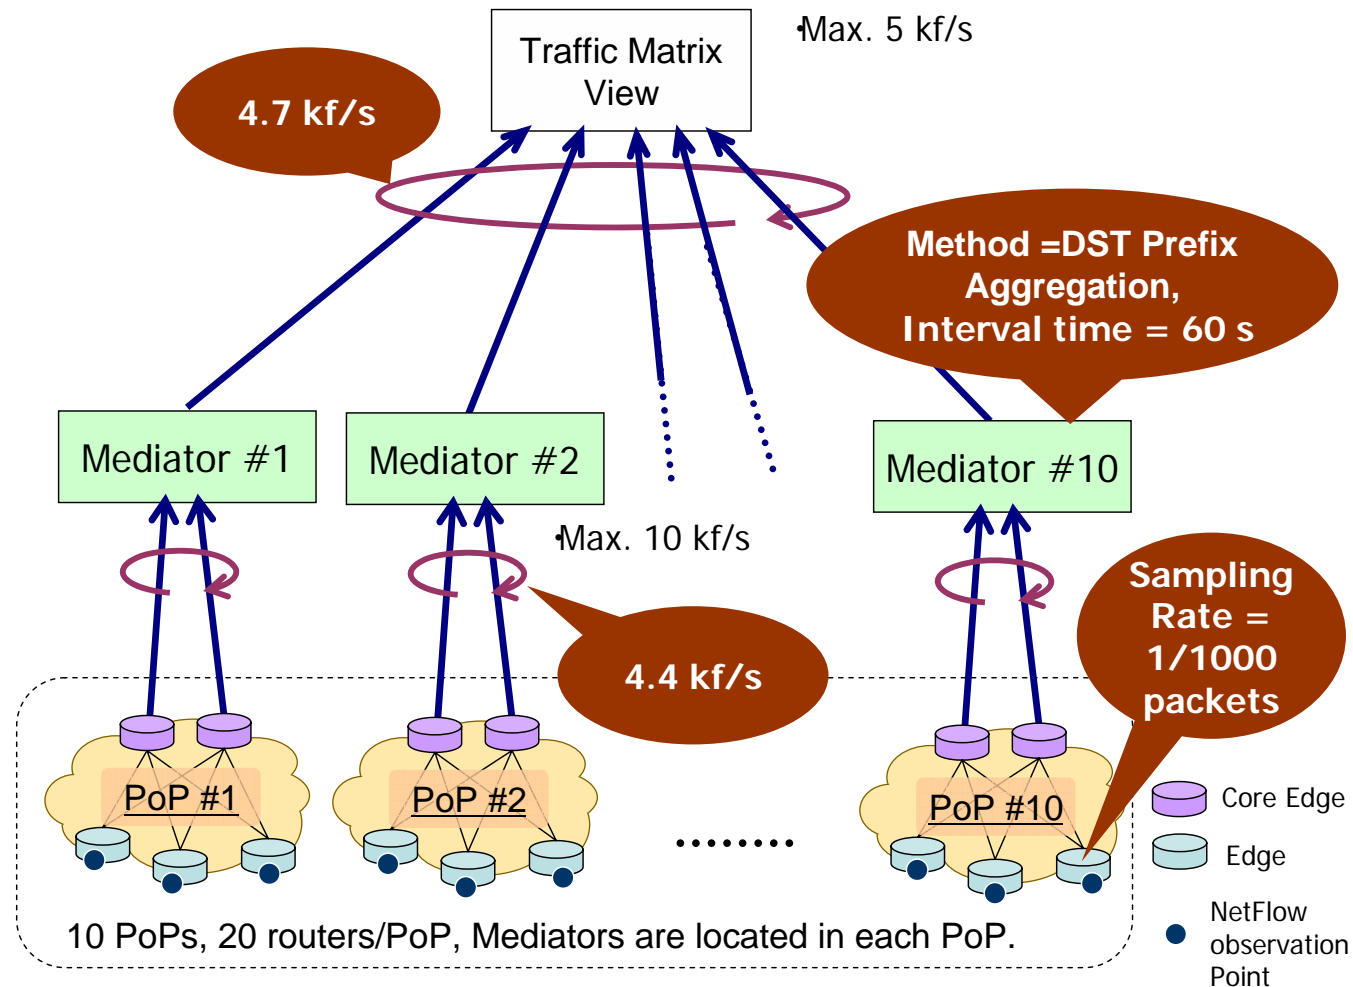 Traffic Matrix
View
•Max. 5 kf/s
4.7 kf/s
Method =DST Prefix
Aggregation,
Interval time = 60 s
Mediator #1
Mediator #2
Mediator #10
•Max. 10 kf/s
4.4 kf/s
Sampling
Rate =
1/1000
packets
PoP #1
PoP #2
PoP #10
········
Core Edge
Edge
NetFlow
observation
Point
10 PoPs, 20 routers/PoP, Mediators are located in each PoP.